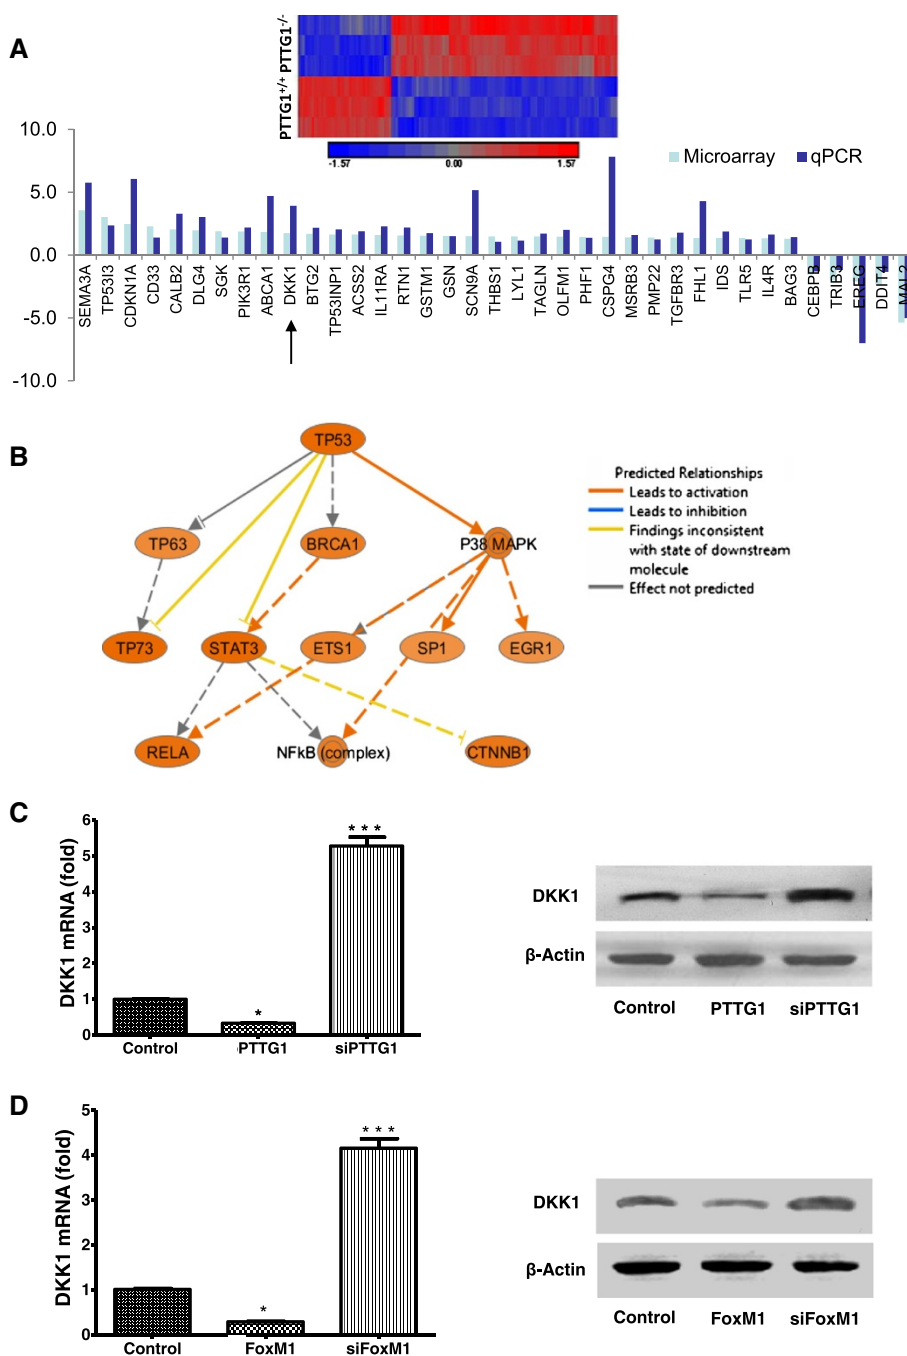 A
PTTG1+/+ PTTG1-/-
-1.57 0.00 1.57
10.0
5.0
0.0
-5.0
-10.0
Microarray qPCR
SEMA3A
TP53I3
CDKN1A
CD33
CALB2
DLG4
SGK
PIK3R1
ABCA1
DKK1
BTG2
TP53INP1
ACSS2
IL11RA
RTN1
GSTM1
GSN
SCN9A
THBS1
LYL1
TAGLN
OLFM1
PHF1
CSPG4
MSRB3
PMP22
TGFBR3
FHL1
IDS
TLR5
IL4R
BAG3
CEBPB
TRIB3
EREG
DDIT4
MAL2
B
TP53
TP63 BRCA1 P38 MAPK
TP73 STAT3 ETS1 SP1 EGR1
RELA NFkB (complex) CTNNB1
Predicted Relationships
Leads to activation
Leads to inhibition
Findings inconsistent
with state of downstream
molecule
Effect not predicted
C
DKK1 mRNA (fold)
6
5
4
3
2
1
0
*
* * *
Control PTTG1 siPTTG1
DKK1
β-Actin
Control PTTG1 siPTTG1
D
DKK1 mRNA (fold)
5
4
3
2
1
0
*
* * *
Control FoxM1 siFoxM1
DKK1
β-Actin
Control FoxM1 siFoxM1